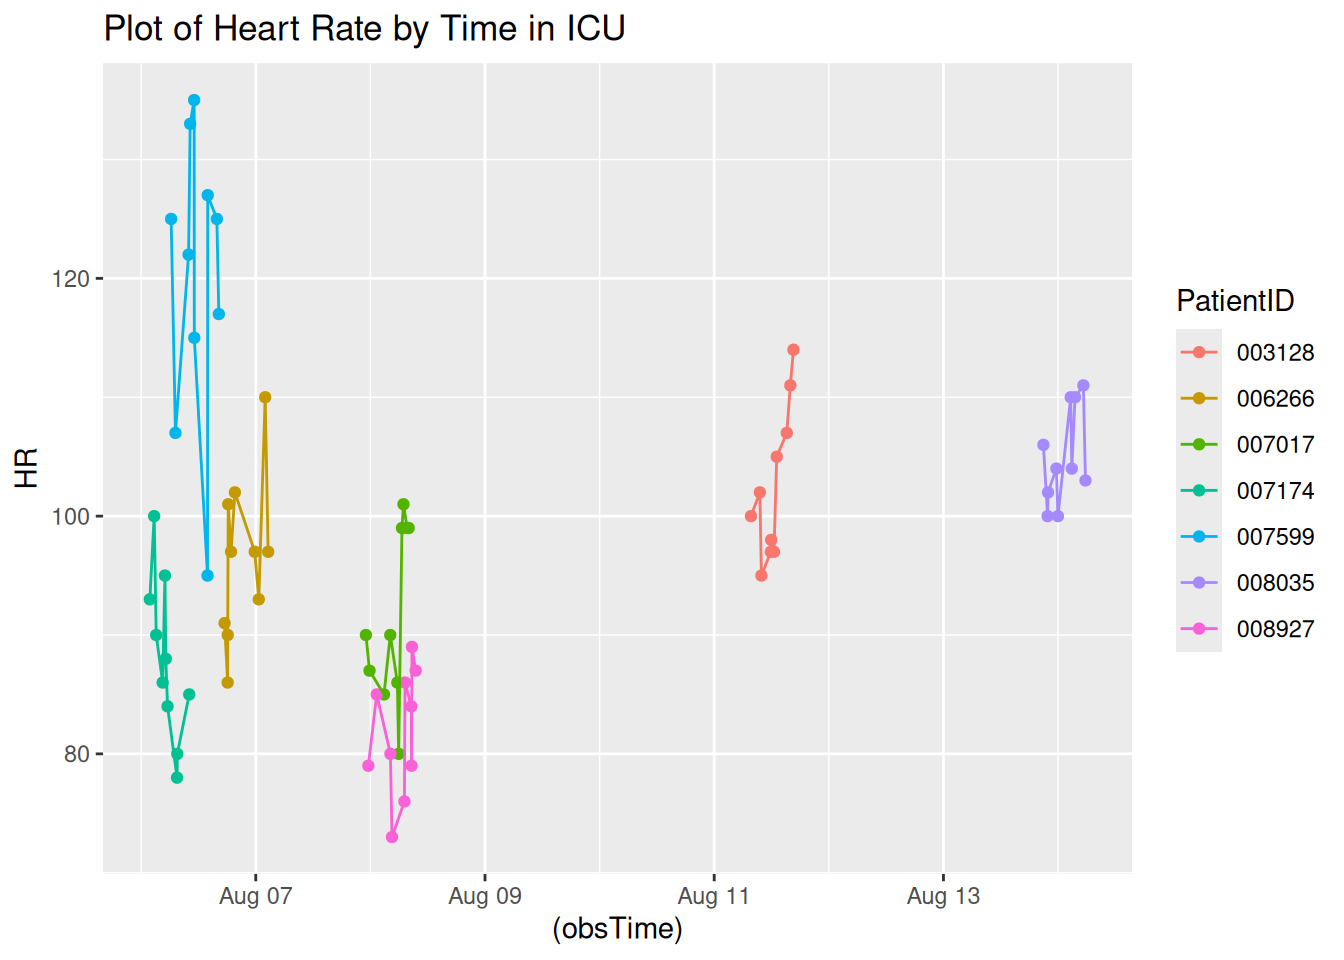 Plot of Heart Rate by Time in ICU
HR
120
100
80
Aug 07
Aug 09
Aug 11
Aug 13
(obsTime)
PatientID
003128
006266
007017
007174
007599
008035
008927